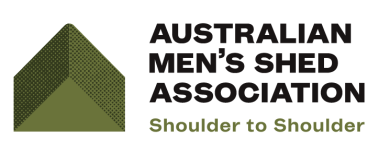 AUSTRALIAN
MEN'S SHED
ASSOCIATION
Shoulder to Shoulder